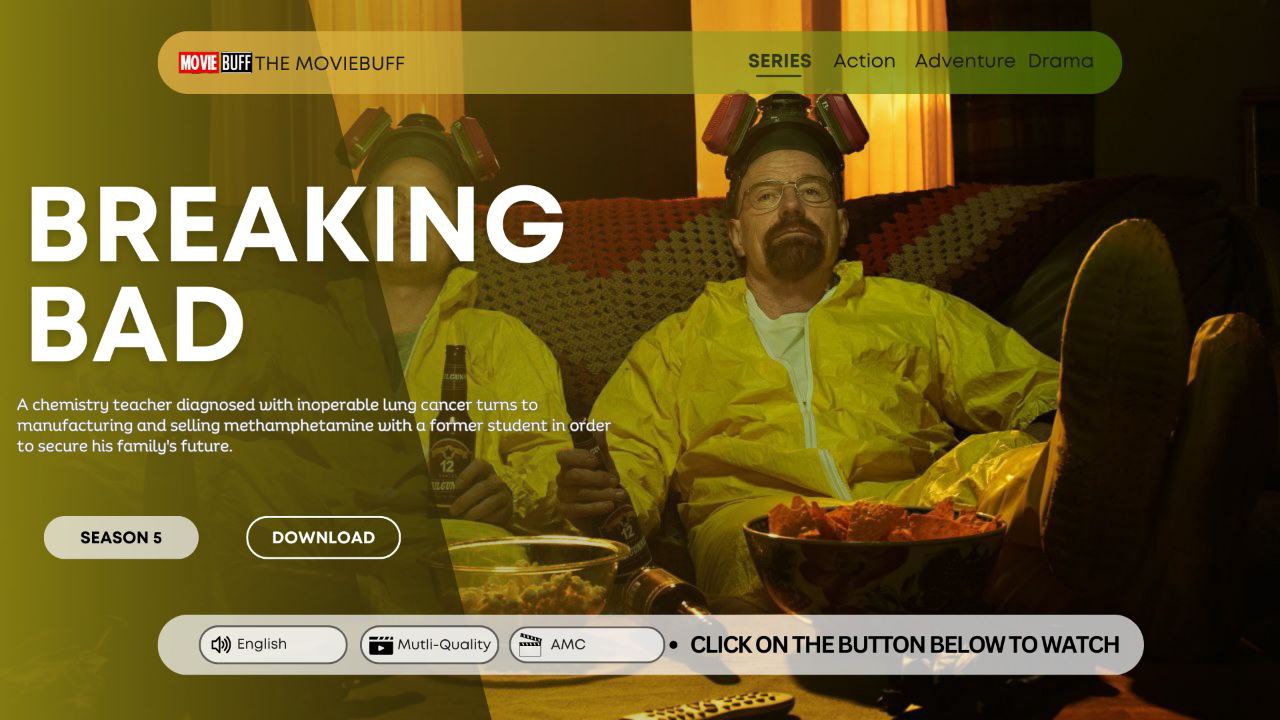 MOVIE BUFF THE MOVIEBUFF
SERIES Action Adventure Drama
BREAKING
BAD
A chemistry teacher diagnosed with inoperable lung cancer turns to
manufacturing and selling methamphetamine with a former student in order
to secure his family's future.
12
SEASON 5
DOWNLOAD
English
Mutli-Quality
AMC
• CLICK ON THE BUTTON BELOW TO WATCH